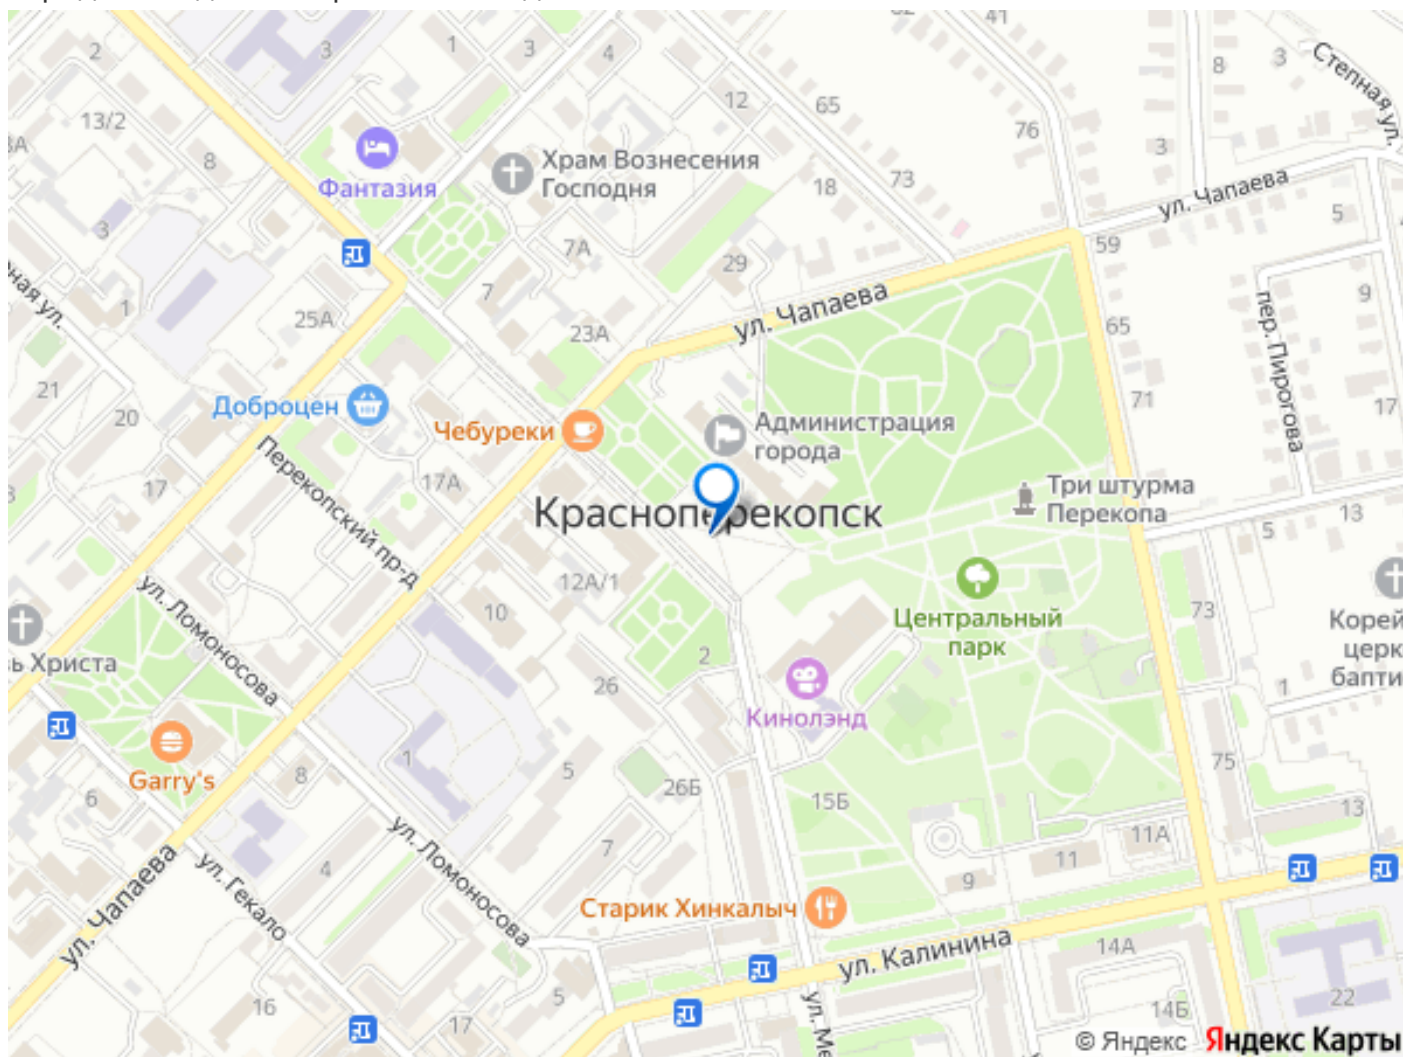 2
3
1
3
4
41
8
3
Степная ул.
13/2
12
65
76
8
Храм Вознесения
Господня
Фантазия
18
73
3
ул. Чапаева
5
3
7А
29
59
1
7
9
25А
23А
ул. Чапаева
65
пер. Пирогова
21
20
Доброцен
Чебуреки
71
17
Администрация
города
Перекопский пр-д
17А
17
Красноперекопск
Три штурма
Перекопа
13
5
ул. Ломоносова
12А/1
10
Центральный
парк
73
Христа
2
26
1
Кинолэнд
1
5
75
Garry's
8
26Б
15Б
13
6
11А
11
7
ул. Ломоносова
4
9
ул. Чапаева
ул. Гекало
Старик Хинкалыч
ул. Калинина
14А
5
22
16
17
14Б
© Яндекс
Яндекс Карты